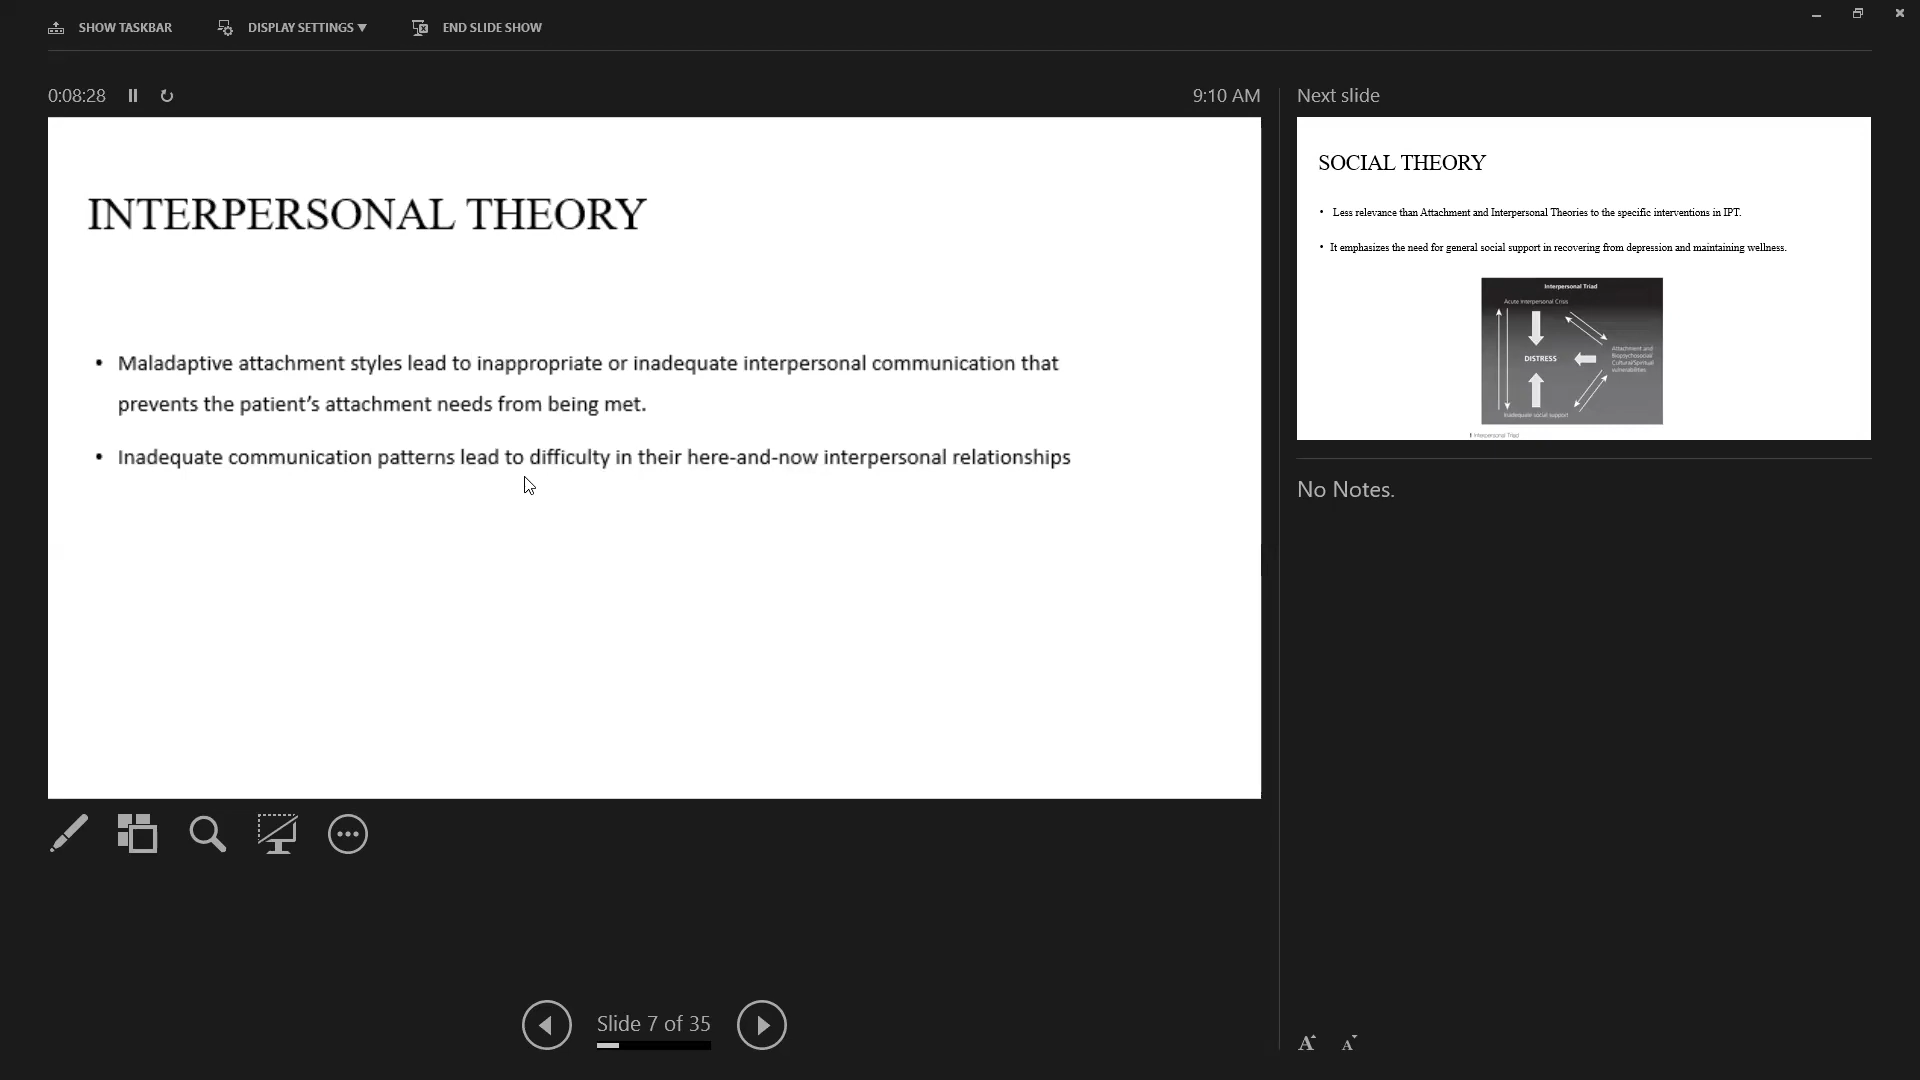 SHOW TASKBAR
DISPLAY SETTINGS
END SLIDE SHOW
0:08:28
9:10 AM
INTERPERSONAL THEORY
• Maladaptive attachment styles lead to inappropriate or inadequate interpersonal communication that
prevents the patient's attachment needs from being met.
• Inadequate communication patterns lead to difficulty in their here-and-now interpersonal relationships
Slide 7 of 35
Next slide
SOCIAL THEORY
• Less relevance than Attachment and Interpersonal Theories to the specific interventions in IPT.
• It emphasizes the need for general social support in recovering from depression and maintaining wellness.
Interpersonal Triad
Acute Interpersonal Crisis
DISTRESS
Attachment and
Biopsychosocial/
Cultural/Spiritual
vulnerabilities
Inadequate social support
Interpersonal Triad
No Notes.
A A